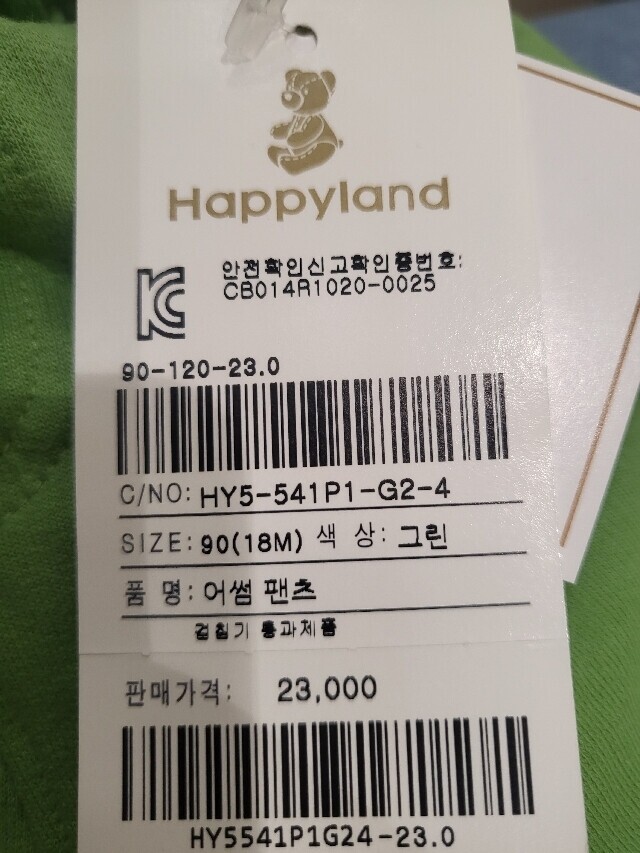 Happyland
안전확인신고확인증번호:
CB014R1020-0025
90-120-23.0
C/NO: HY5-541P1-G2-4
SIZE: 90(18M) 색 상: 그린
품 명: 어썸 팬츠
검침기 통과제품
판매가격: 23,000
HY5541P1G24-23.0